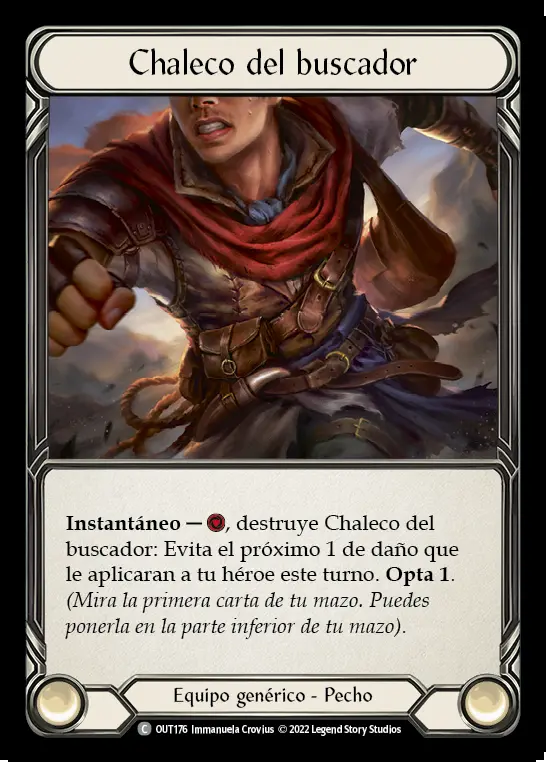 Chaleco del buscador
Instantáneo — , destruye Chaleco del
buscador: Evita el próximo 1 de daño que
le aplicaran a tu héroe este turno. Opta 1.
(Mira la primera carta de tu mazo. Puedes
ponerla en la parte inferior de tu mazo).
Equipo genérico - Pecho
C OUT176 Immanuela Crovius © 2022 Legend Story Studios